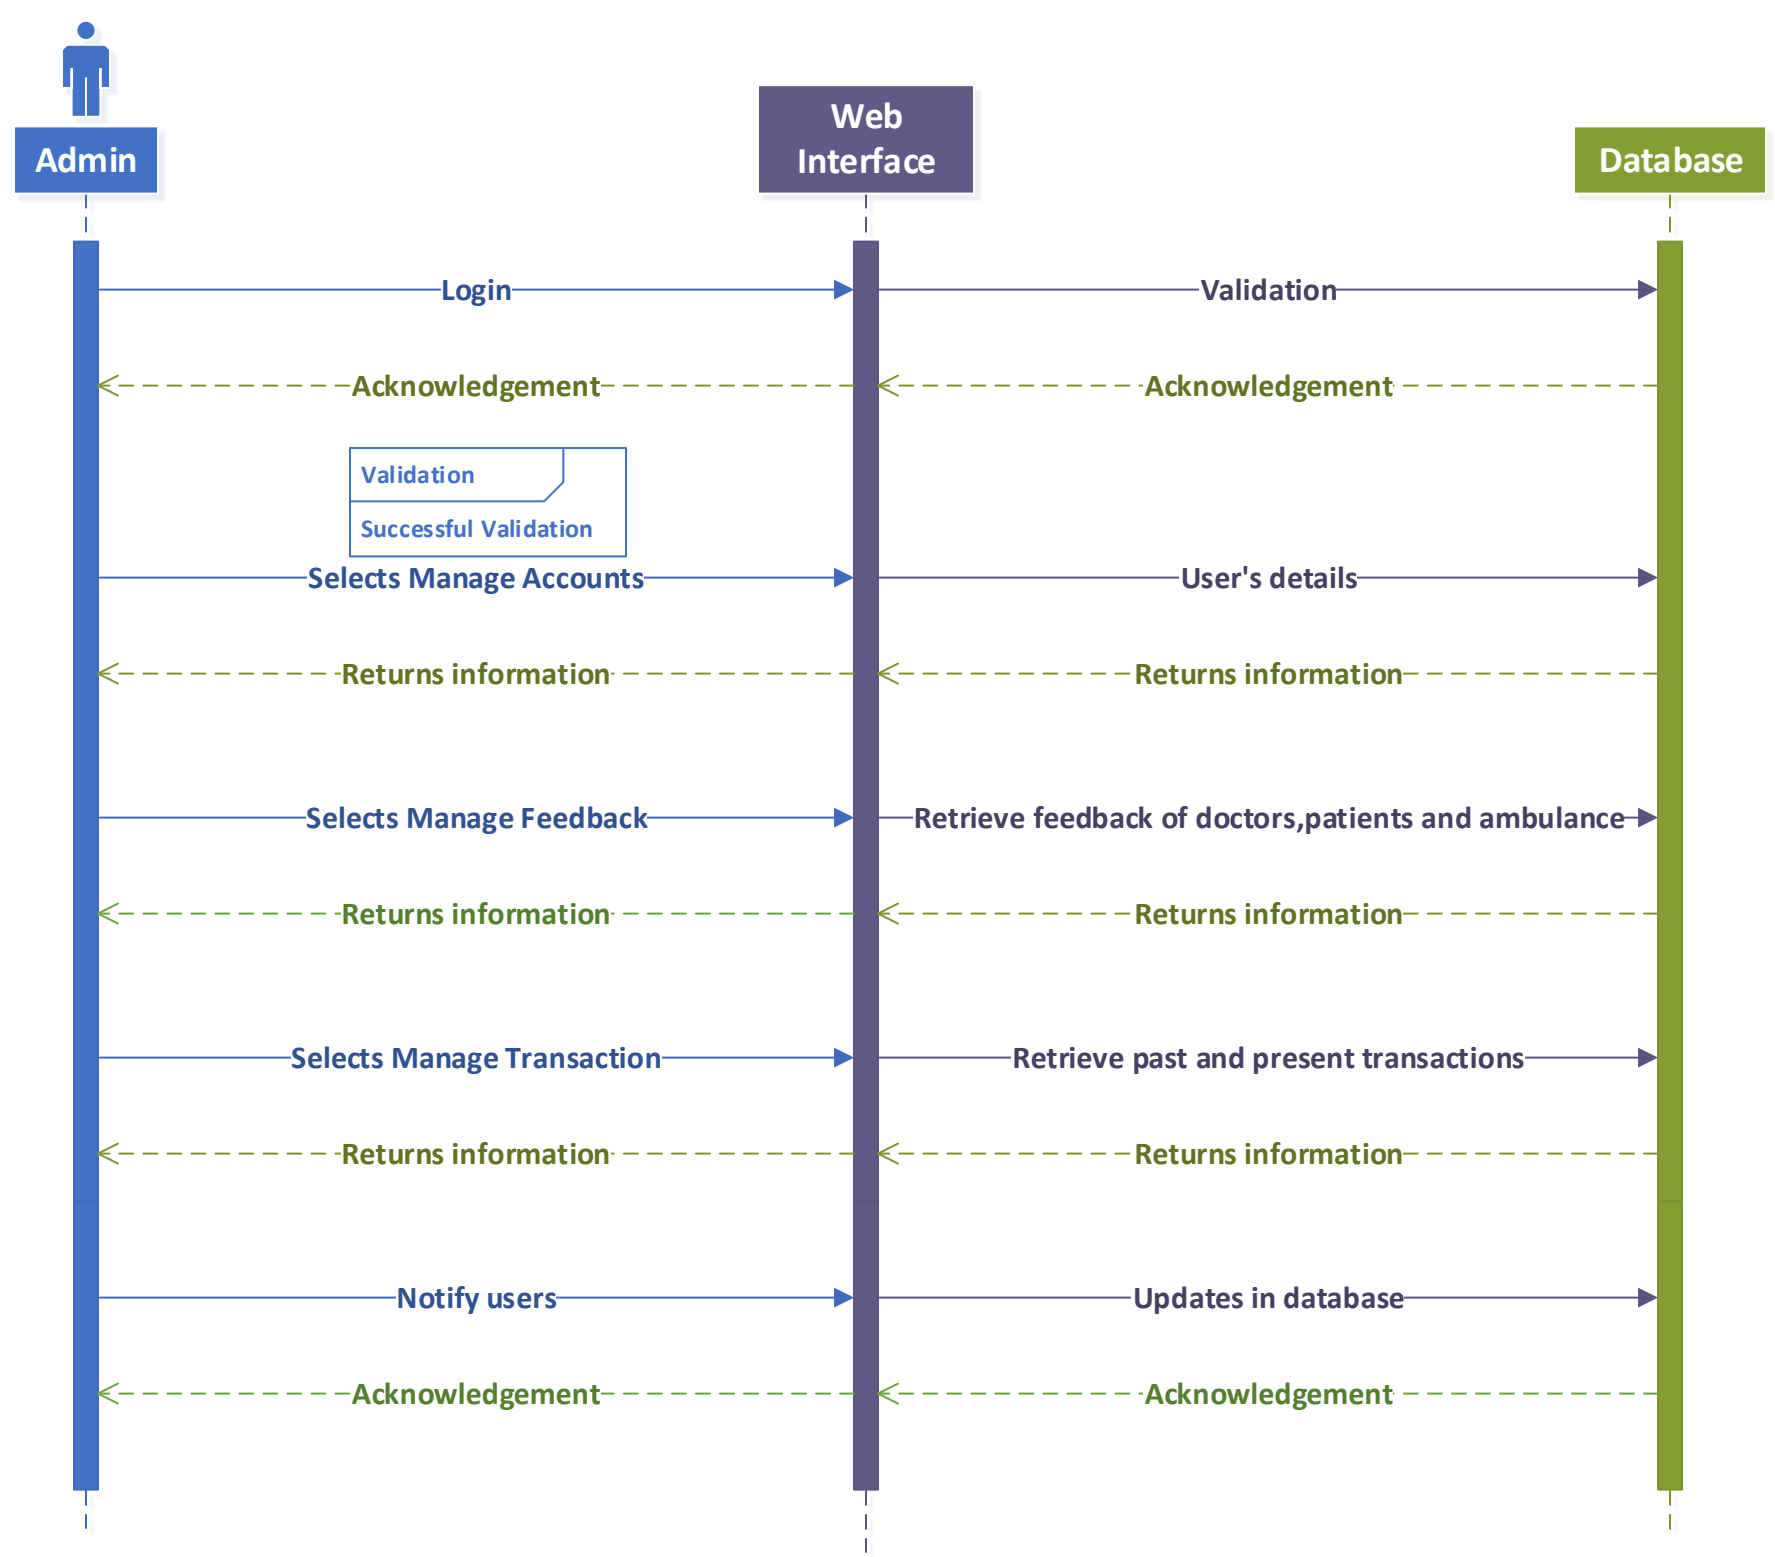 Admin
Web
Interface
Database
Login
Validation
Acknowledgement
Acknowledgement
Validation
Successful Validation
Selects Manage Accounts
User's details
Returns information
Returns information
Selects Manage Feedback
Retrieve feedback of doctors,patients and ambulance
Returns information
Returns information
Selects Manage Transaction
Retrieve past and present transactions
Returns information
Returns information
Notify users
Updates in database
Acknowledgement
Acknowledgement